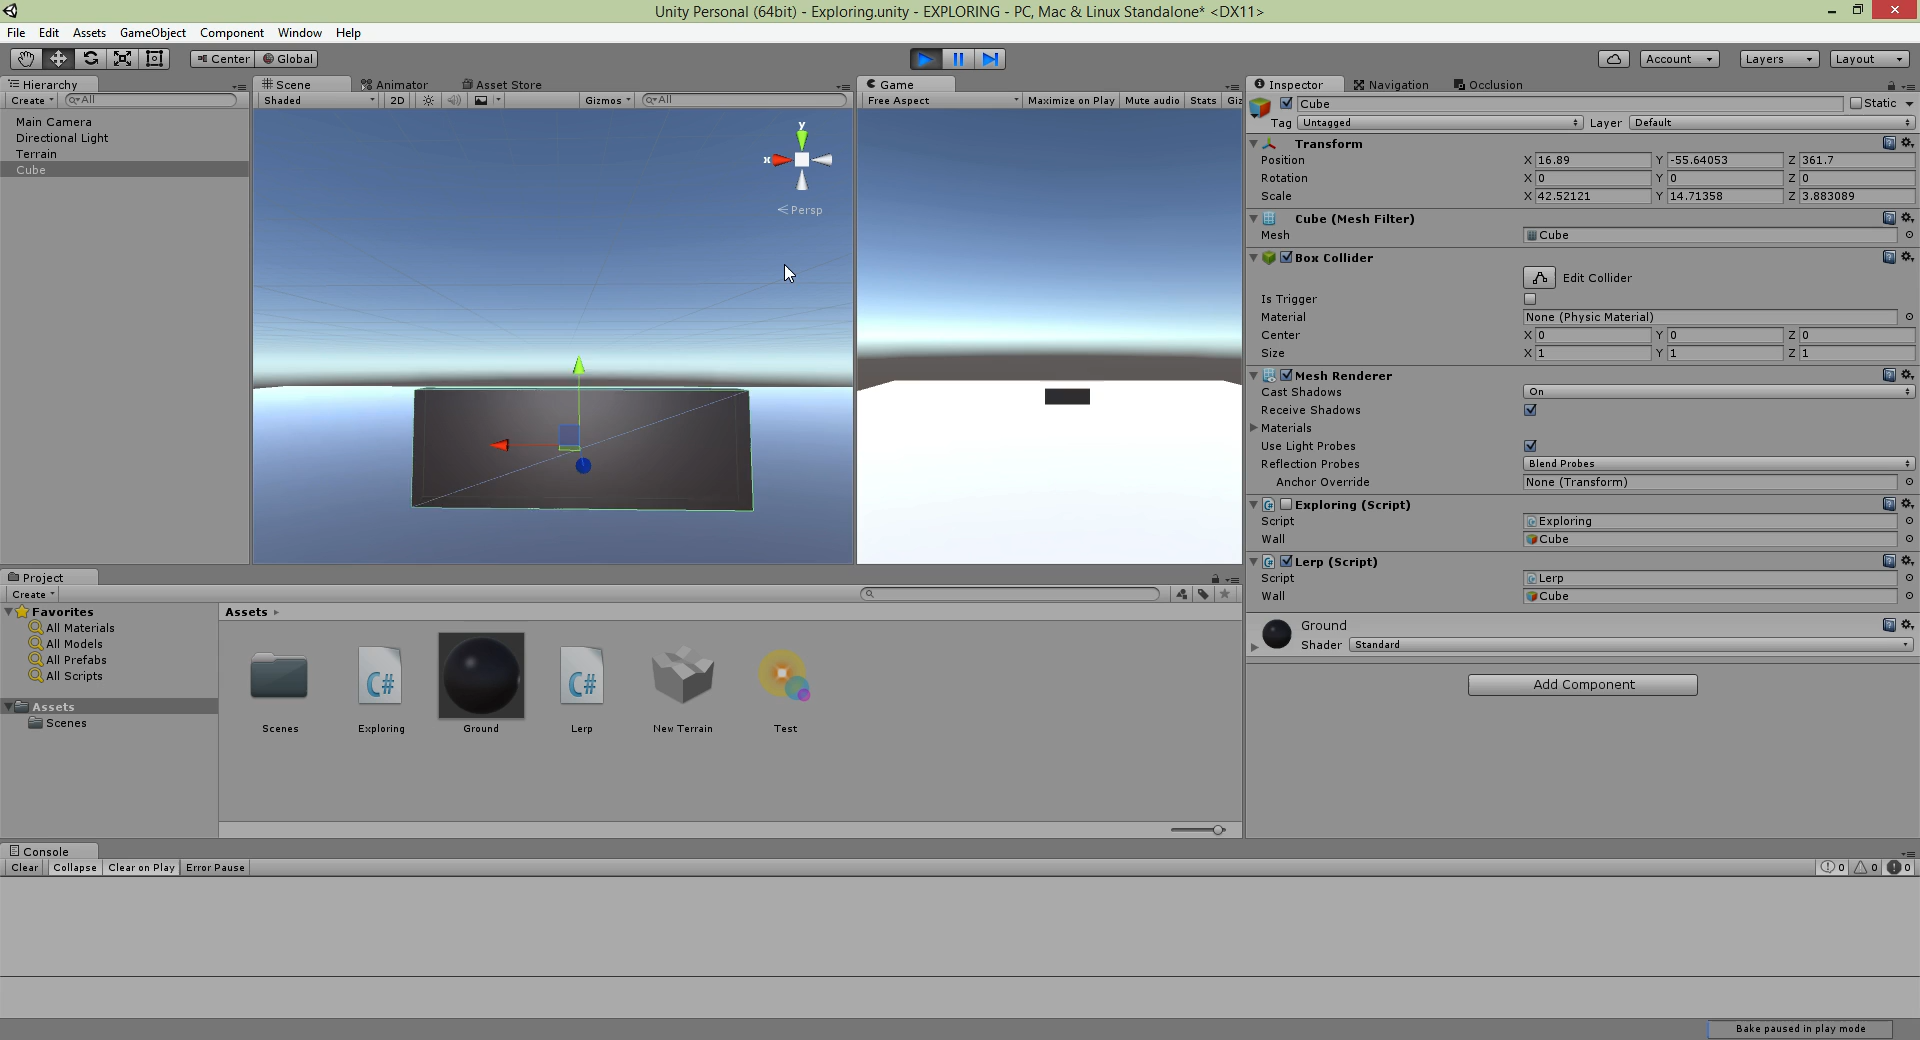 Unity Personal (64bit) - Exploring.unity - EXPLORING - PC, Mac & Linux Standalone* <DX11>
File Edit Assets GameObject Component Window Help
Center Global Account Layers Layout
Hierarchy
Create All
Main Camera
Directional Light
Terrain
Cube
Scene Animator Asset Store
Shaded 2D Gizmos All
y
x
Persp
Game
Free Aspect Maximize on Play Mute audio Stats Giz
Inspector Navigation Occlusion
Cube Static
Tag Untagged Layer Default
Transform
Position X 16.89 Y -55.64053 Z 361.7
Rotation X 0 Y 0 Z 0
Scale X 42.52121 Y 14.71358 Z 3.883089
Cube (Mesh Filter)
Mesh Cube
Box Collider
Edit Collider
Is Trigger
Material None (Physic Material)
Center X 0 Y 0 Z 0
Size X 1 Y 1 Z 1
Mesh Renderer
Cast Shadows On
Receive Shadows
Materials
Use Light Probes
Reflection Probes Blend Probes
Anchor Override None (Transform)
Exploring (Script)
Script Exploring
Wall Cube
Lerp (Script)
Script Lerp
Wall Cube
Ground
Shader Standard
Add Component
Project
Create
Favorites
All Materials
All Models
All Prefabs
All Scripts
Assets
Scenes
Assets
C# C#
Scenes Exploring Ground Lerp New Terrain Test
Console
Clear Collapse Clear on Play Error Pause 0 0 0
Bake paused in play mode